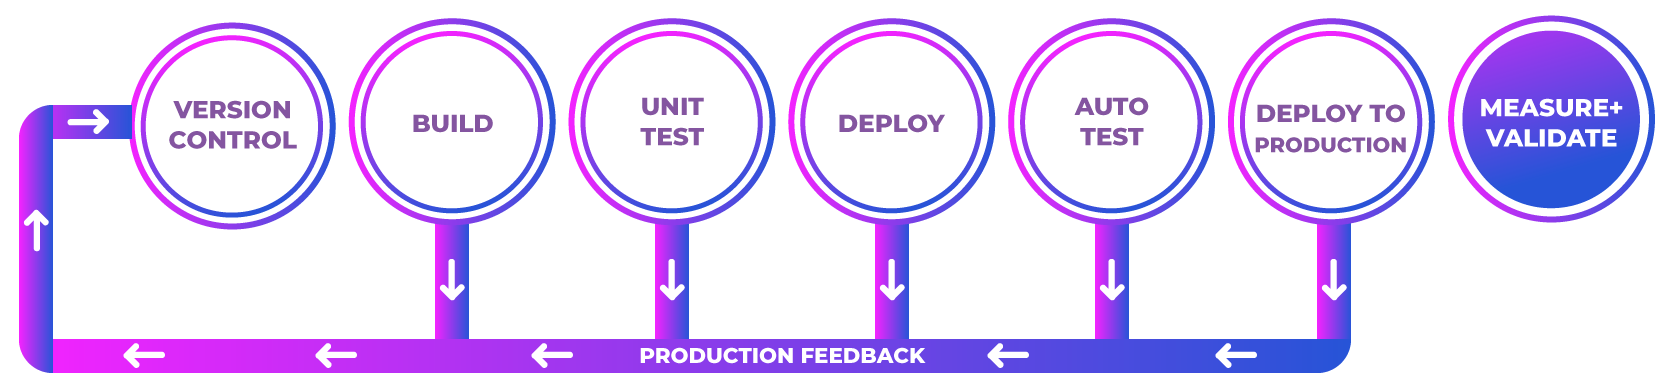 VERSION
CONTROL
BUILD
UNIT
TEST
DEPLOY
AUTO
TEST
DEPLOY TO
PRODUCTION
MEASURE+
VALIDATE
PRODUCTION FEEDBACK